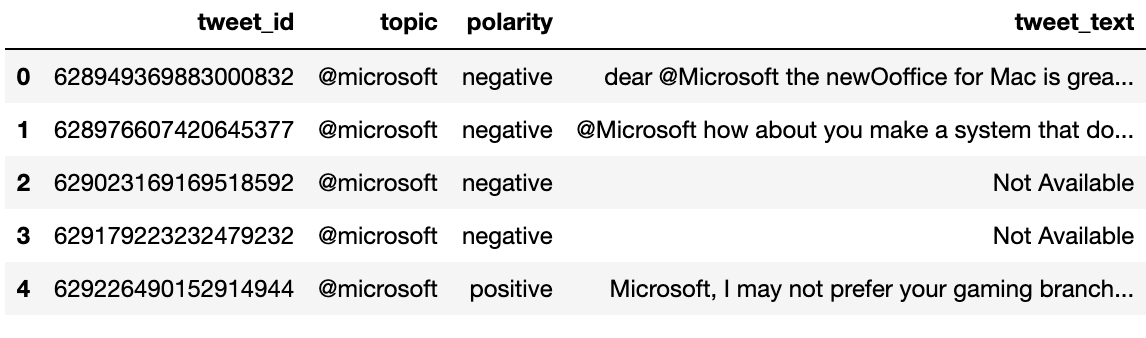 tweet_id topic polarity tweet_text
0 628949369883000832 @microsoft negative dear @Microsoft the newOoffice for Mac is grea...
1 628976607420645377 @microsoft negative @Microsoft how about you make a system that do...
2 629023169169518592 @microsoft negative Not Available
3 629179223232479232 @microsoft negative Not Available
4 629226490152914944 @microsoft positive Microsoft, I may not prefer your gaming branch...